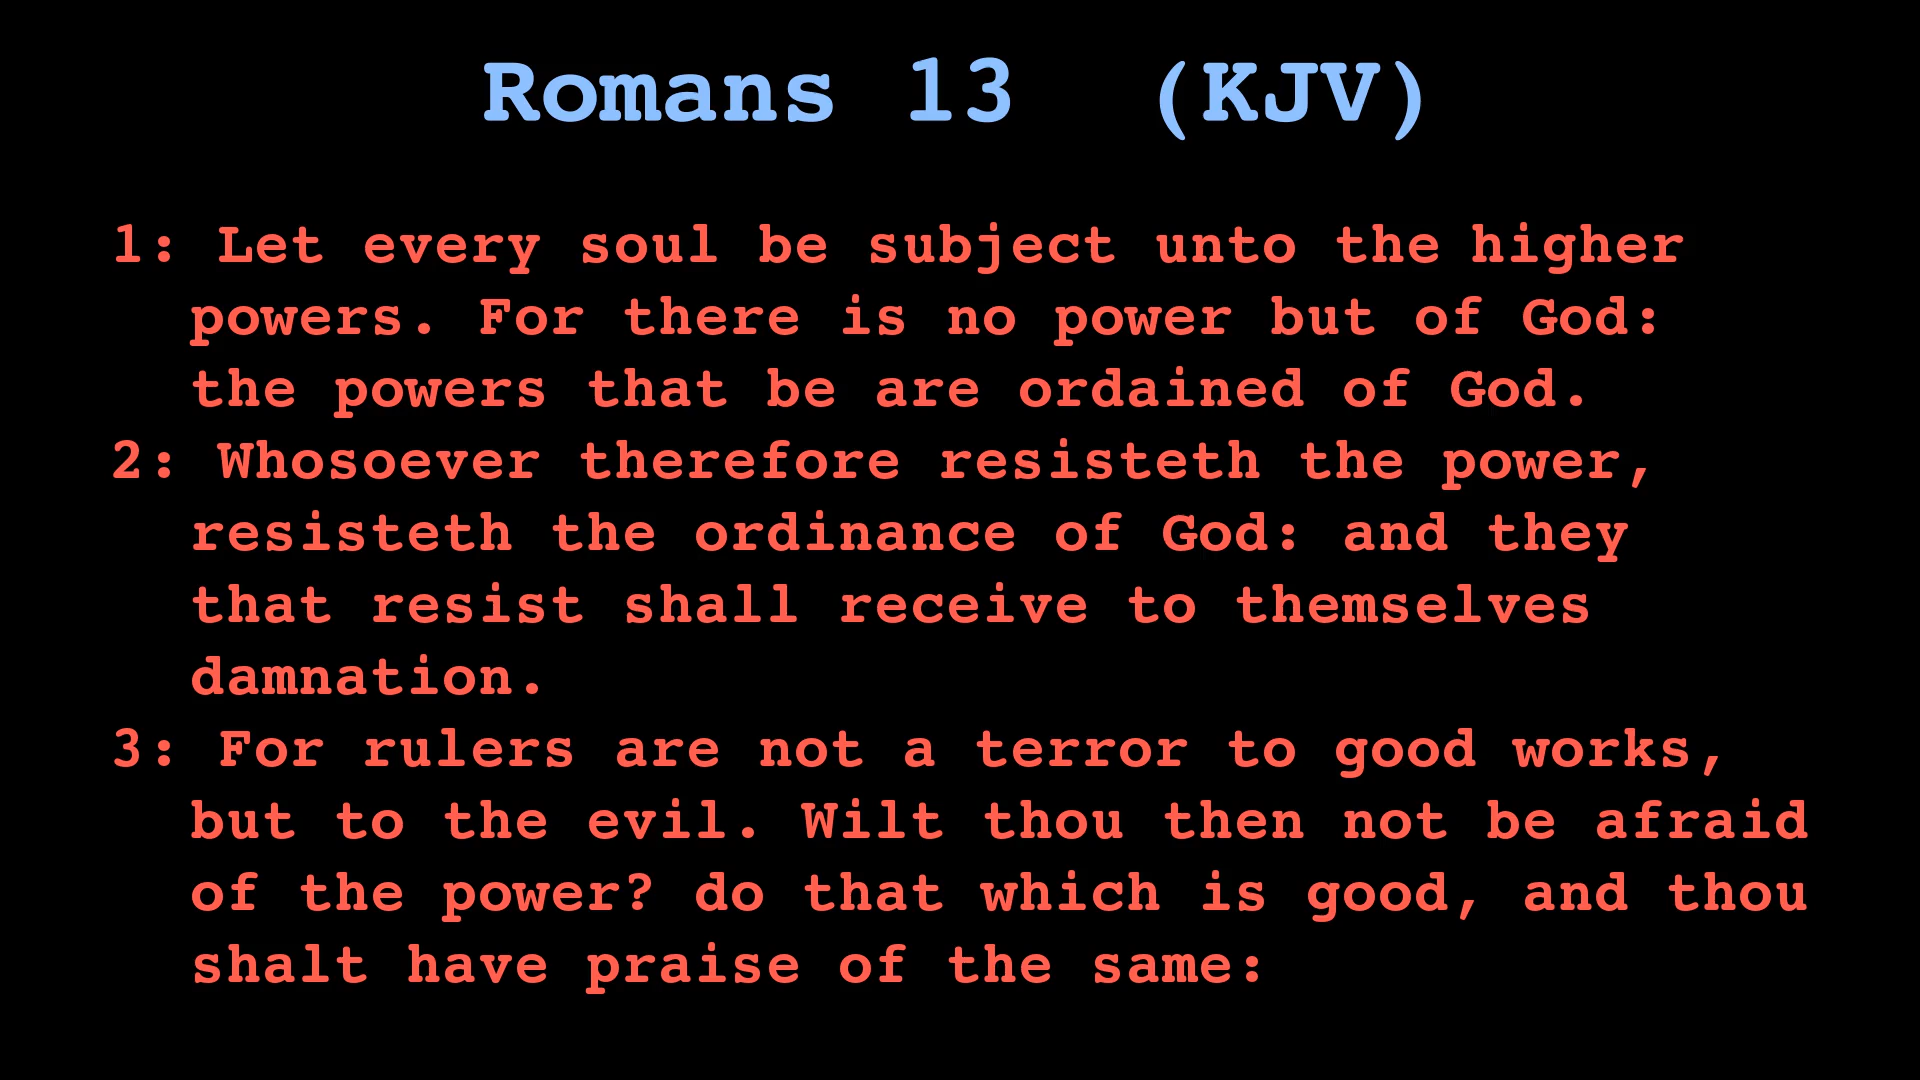 Romans 13 (KJV)
1: Let every soul be subject unto the higher
powers. For there is no power but of God:
the powers that be are ordained of God.
2: Whosoever therefore resisteth the power,
resisteth the ordinance of God: and they
that resist shall receive to themselves
damnation.
3: For rulers are not a terror to good works,
but to the evil. Wilt thou then not be afraid
of the power? do that which is good, and thou
shalt have praise of the same: